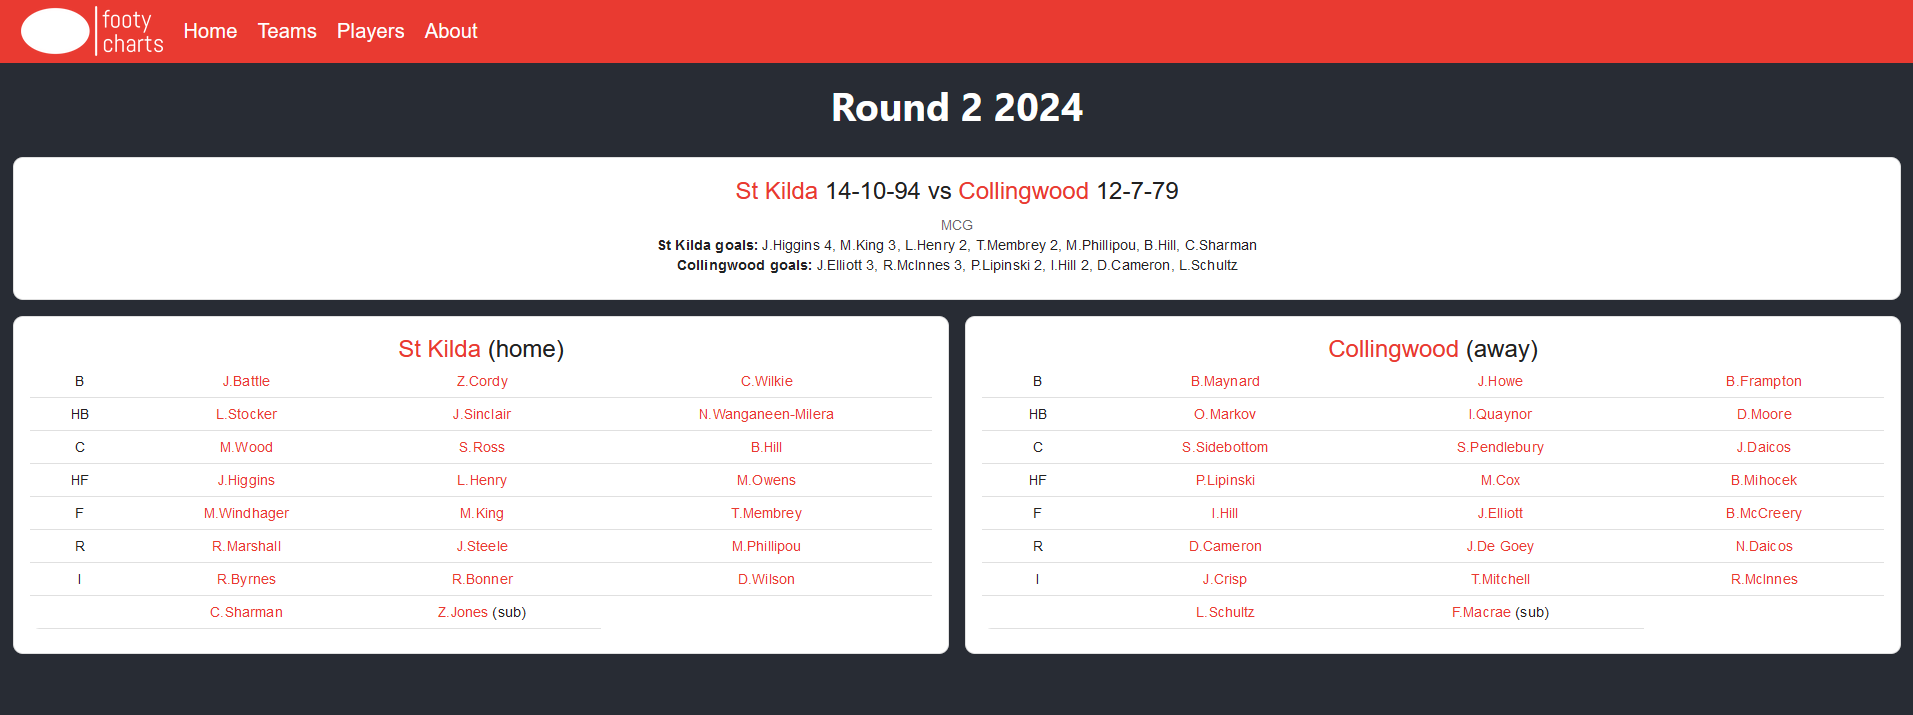 footy
charts
Home Teams Players About
Round 2 2024
St Kilda 14-10-94 vs Collingwood 12-7-79
MCG
St Kilda goals: J.Higgins 4, M.King 3, L.Henry 2, T.Membrey 2, M.Phillipou, B.Hill, C.Sharman
Collingwood goals: J.Elliott 3, R.McInnes 3, P.Lipinski 2, I.Hill 2, D.Cameron, L.Schultz
St Kilda (home)
B J.Battle Z.Cordy C.Wilkie
HB L.Stocker J.Sinclair N.Wanganeen-Milera
C M.Wood S.Ross B.Hill
HF J.Higgins L.Henry M.Owens
F M.Windhager M.King T.Membrey
R R.Marshall J.Steele M.Phillipou
I R.Byrnes R.Bonner D.Wilson
C.Sharman Z.Jones (sub)
Collingwood (away)
B B.Maynard J.Howe B.Frampton
HB O.Markov I.Quaynor D.Moore
C S.Sidebottom S.Pendlebury J.Daicos
HF P.Lipinski M.Cox B.Mihocek
F I.Hill J.Elliott B.McCreery
R D.Cameron J.De Goey N.Daicos
I J.Crisp T.Mitchell R.McInnes
L.Schultz F.Macrae (sub)